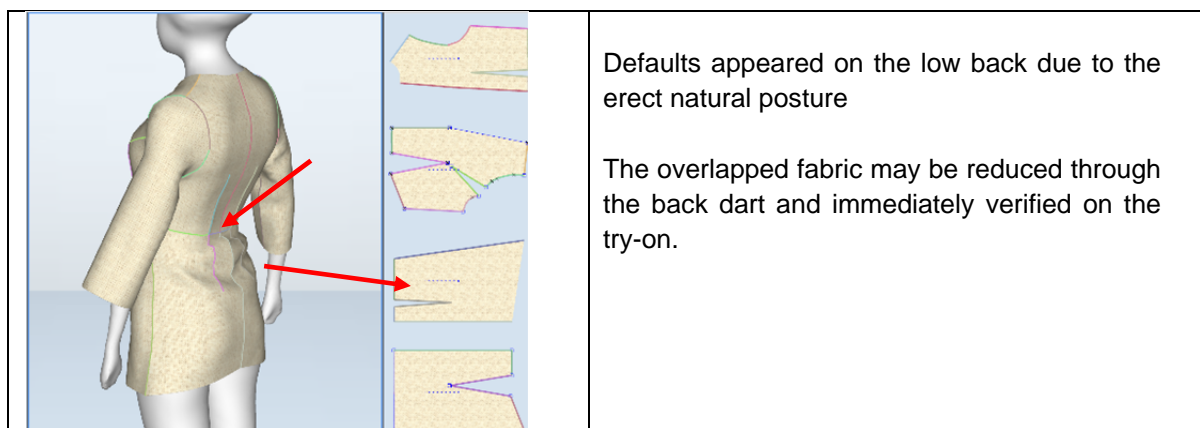 Defaults appeared on the low back due to the
erect natural posture
The overlapped fabric may be reduced through
the back dart and immediately verified on the
try-on.